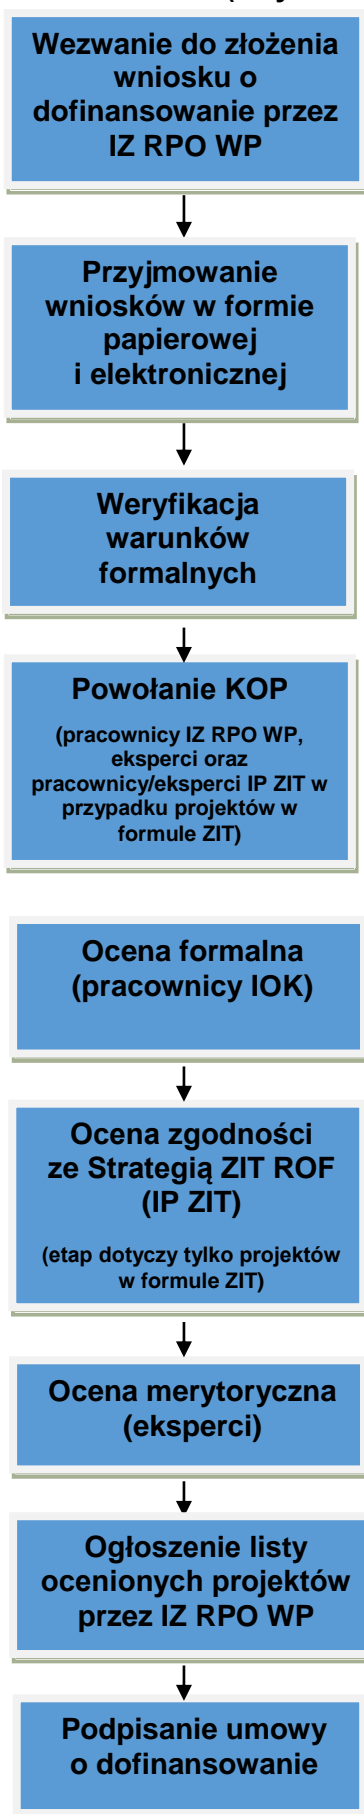 Wezwanie do złożenia
wniosku o
dofinansowanie przez
IZ RPO WP
Przyjmowanie
wniosków w formie
papierowej
i elektronicznej
Weryfikacja
warunków
formalnych
Powołanie KOP
(pracownicy IZ RPO WP,
eksperci oraz
pracownicy/eksperci IP ZIT w
przypadku projektów w
formule ZIT)
Ocena formalna
(pracownicy IOK)
Ocena zgodności
ze Strategią ZIT ROF
(IP ZIT)
(etap dotyczy tylko projektów
w formule ZIT)
Ocena merytoryczna
(eksperci)
Ogłoszenie listy
ocenionych projektów
przez IZ RPO WP
Podpisanie umowy
o dofinansowanie